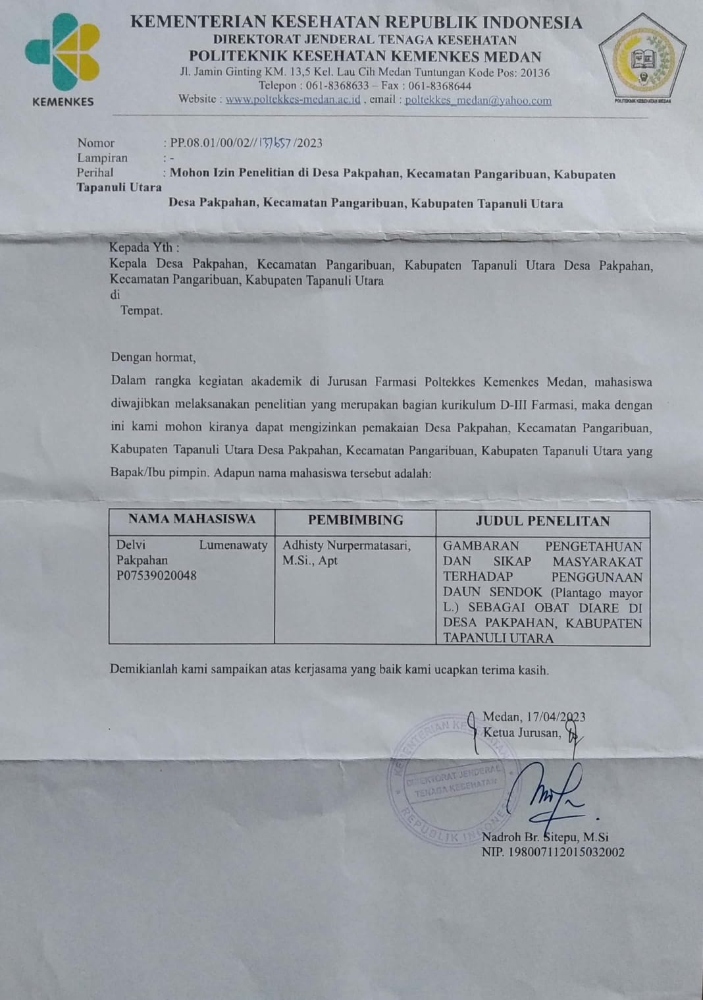 KEMENKES
KEMENTERIAN KESEHATAN REPUBLIK INDONESIA
DIREKTORAT JENDERAL TENAGA KESEHATAN
POLITEKNIK KESEHATAN KEMENKES MEDAN
Jl. Jamin Ginting KM. 13,5 Kel. Lau Cih Medan Tuntungan Kode Pos: 20136
Telepon : 061-8368633 – Fax : 061-8368644
Website : www.poltekkes-medan.ac.id , email : poltekkes_medan@yahoo.com
POLITEKNIK KESEHATAN MEDAN
Nomor : PP.08.01/00/02//137657/2023
Lampiran : -
Perihal : Mohon Izin Penelitian di Desa Pakpahan, Kecamatan Pangaribuan, Kabupaten
Tapanuli Utara
Desa Pakpahan, Kecamatan Pangaribuan, Kabupaten Tapanuli Utara
Kepada Yth :
Kepala Desa Pakpahan, Kecamatan Pangaribuan, Kabupaten Tapanuli Utara Desa Pakpahan,
Kecamatan Pangaribuan, Kabupaten Tapanuli Utara
di
Tempat.
Dengan hormat,
Dalam rangka kegiatan akademik di Jurusan Farmasi Poltekkes Kemenkes Medan, mahasiswa
diwajibkan melaksanakan penelitian yang merupakan bagian kurikulum D-III Farmasi, maka dengan
ini kami mohon kiranya dapat mengizinkan pemakaian Desa Pakpahan, Kecamatan Pangaribuan,
Kabupaten Tapanuli Utara Desa Pakpahan, Kecamatan Pangaribuan, Kabupaten Tapanuli Utara yang
Bapak/Ibu pimpin. Adapun nama mahasiswa tersebut adalah:
NAMA MAHASISWA PEMBIMBING JUDUL PENELITAN
Delvi Lumenawaty
Pakpahan
P07539020048
Adhisty Nurpermatasari,
M.Si., Apt
GAMBARAN PENGETAHUAN
DAN SIKAP MASYARAKAT
TERHADAP PENGGUNAAN
DAUN SENDOK (Plantago mayor
L.) SEBAGAI OBAT DIARE DI
DESA PAKPAHAN, KABUPATEN
TAPANULI UTARA
Demikianlah kami sampaikan atas kerjasama yang baik kami ucapkan terima kasih.
Medan, 17/04/2023
Ketua Jurusan,
KEMENTERIAN KESEHATAN
DIREKTORAT JENDERAL
TENAGA KESEHATAN
REPUBLIK INDONESIA
Nadroh Br. Sitepu, M.Si
NIP. 198007112015032002